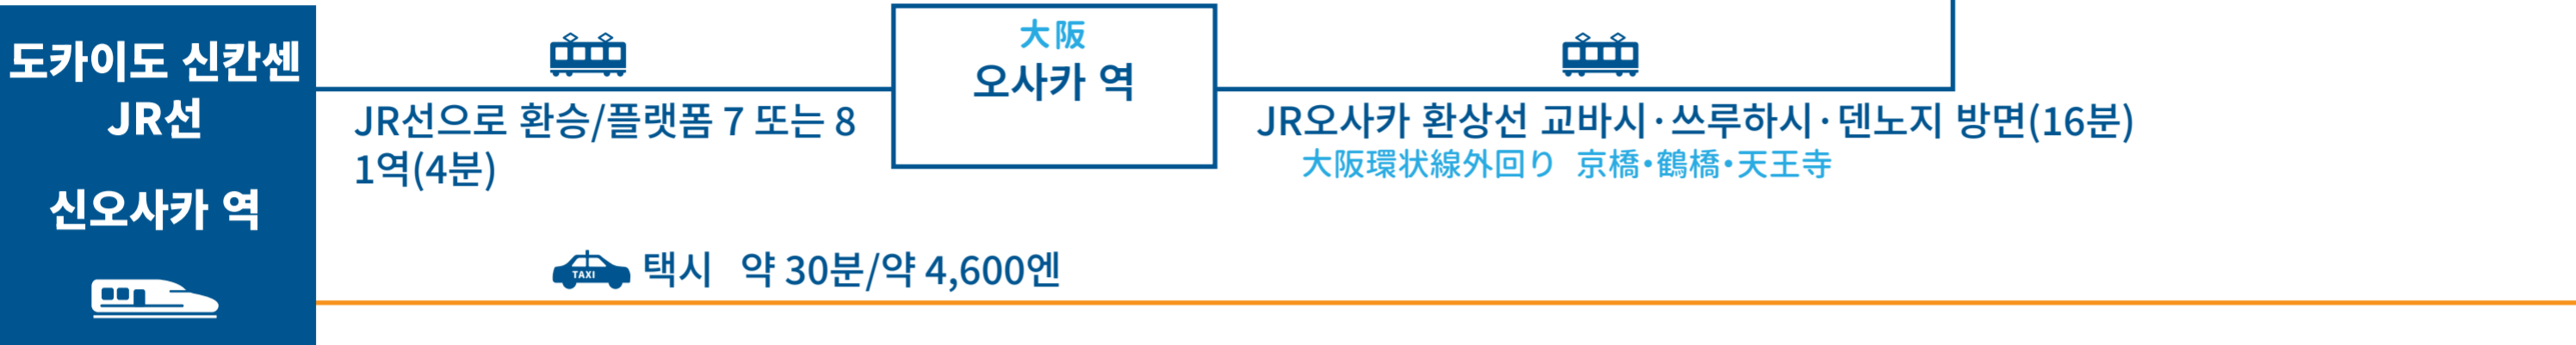 도카이도 신칸센
JR선
신오사카 역
JR선으로 환승/플랫폼 7 또는 8
1역(4분)
大阪
오사카 역
JR오사카 환상선 교바시·쓰루하시·덴노지 방면(16분)
大阪環状線外回り 京橋・鶴橋・天王寺
TAXI 택시 약 30분/약 4,600엔